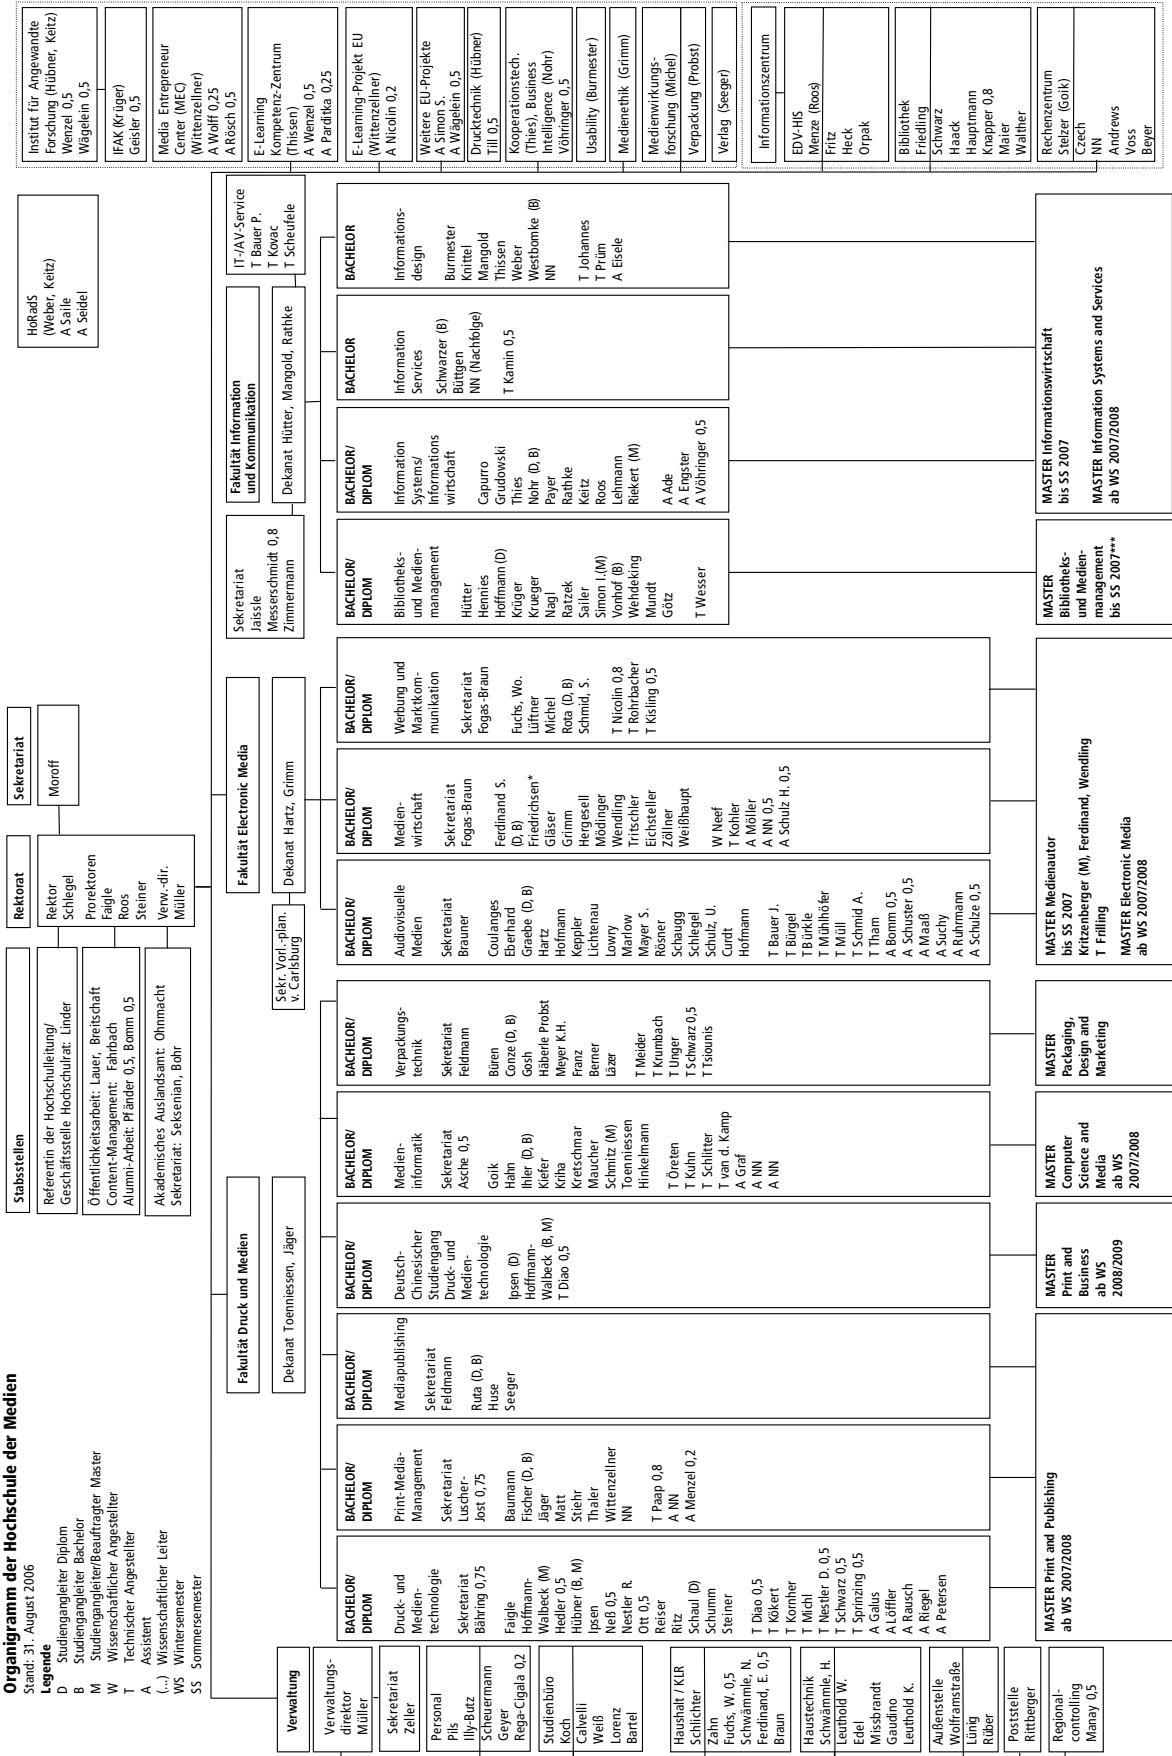 Organigramm der Hochschule der Medien
Stand: 31. August 2006
Legende
D Studiengangleiter Diplom
B Studiengangleiter Bachelor
M Studiengangleiter/Beauftragter Master
W Wissenschaftlicher Angestellter
T Technischer Angestellter
A Assistent
(...) Wissenschaftlicher Leiter
WS Wintersemester
SS Sommersemester
Stabsstellen
Referentin der Hochschulleitung/
Geschäftsstelle Hochschulrat: Linder
Öffentlichkeitsarbeit: Lauer, Breitschaft
Content-Management: Fahrbach
Alumni-Arbeit: Pfänder 0,5, Bomm 0,5
Akademisches Auslandsamt: Ohnmacht
Sekretariat: Seksenian, Bohr
Rektorat
Rektor
Schlegel
Prorektoren
Faigle
Roos
Steiner
Verw.-dir.
Müller
Sekretariat
Moroff
HoRadS
(Weber, Keitz)
A Saile
A Seidel
Institut für Angewandte
Forschung (Hübner, Keitz)
Wenzel 0,5
Wägelein 0,5
IFAK (Krüger)
Geisler 0,5
Media Entrepreneur
Center (MEC)
(Wittenzellner)
A Wolff 0,25
A Rösch 0,5
E-Learning
Kompetenz-Zentrum
(Thissen)
A Wenzel 0,5
A Parditka 0,25
E-Learning-Projekt EU
(Wittenzellner)
A Nicolin 0,2
Weitere EU-Projekte
A Simon S.
A Wägelein 0,5
Drucktechnik (Hübner)
Till 0,5
Kooperationstech.
(Thies), Business
Intelligence (Nohr)
Vöhringer 0,5
Usability (Burmester)
Medienethik (Grimm)
Medienwirkungs-
forschung (Michel)
Verpackung (Probst)
Verlag (Seeger)
Informationszentrum
EDV-HIS
Menze (Roos)
Fritz
Heck
Orpak
Bibliothek
Friedling
Schwarz
Haack
Hauptmann
Knapper 0,8
Maier
Walther
Rechenzentrum
Stelzer (Goik)
Czech
NN
Andrews
Voss
Beyer
Verwaltung
Verwaltungs-
direktor
Müller
Sekretariat
Zeller
Personal
Pils
Illy-Butz
Scheuermann
Geyer
Rega-Cigala 0,2
Studienbüro
Koch
Calvelli
Weiß
Lorenz
Bartel
Haushalt / KLR
Schlichter
Zahn
Fuchs, W. 0,5
Schwämmle, N.
Ferdinand, E. 0,5
Braun
Haustechnik
Schwämmle, H.
Leuthold W.
Edel
Missbrandt
Gaudino
Leuthold K.
Außenstelle
Wolframstraße
Lünig
Rüber
Poststelle
Rittberger
Regional-
controlling
Manay 0,5
Fakultät Druck und Medien
Dekanat Toenniessen, Jäger
BACHELOR/
DIPLOM
Druck- und
Medien-
technologie
Sekretariat
Bähring 0,75
Faigle
Hoffmann-
Walbeck (M)
Hedler 0,5
Hübner (B, M)
Ipsen
Neß 0,5
Nestler R.
Ott 0,5
Reiser
Ritz
Schaul (D)
Schumm
Steiner
T Diao 0,5
T Kökert
T Kornher
T Michl
T Nestler D. 0,5
T Schwarz 0,5
T Sprinzing 0,5
A Galus
A Löffler
A Rausch
A Riegel
A Petersen
BACHELOR/
DIPLOM
Print-Media-
Management
Sekretariat
Luscher-
Jost 0,75
Baumann
Fischer (D, B)
Jäger
Matt
Stiehr
Thaler
Wittenzellner
NN
T Paap 0,8
A NN
A Menzel 0,2
BACHELOR/
DIPLOM
Mediapublishing
Sekretariat
Feldmann
Ruta (D, B)
Huse
Seeger
BACHELOR/
DIPLOM
Deutsch-
Chinesischer
Studiengang
Druck- und
Medien-
technologie
Ipsen (D)
Hoffmann-
Walbeck (B, M)
T Diao 0,5
BACHELOR/
DIPLOM
Medien-
informatik
Sekretariat
Asche 0,5
Goik
Hahn
Ihler (D, B)
Kiefer
Kriha
Kretschmar
Maucher
Schmitz (M)
Toenniessen
Hinkelmann
T Öreten
T Kuhn
T Schlitter
T van d. Kamp
A Graf
A NN
A NN
BACHELOR/
DIPLOM
Verpackungs-
technik
Sekretariat
Feldmann
Büren
Conze (D, B)
Gosh
Häberle Probst
Meyer K.H.
Franz
Berner
Läzer
T Meider
T Krumbach
T Unger
T Schwarz 0,5
T Tsiounis
MASTER Print and Publishing
ab WS 2007/2008
MASTER
Print and
Business
ab WS
2008/2009
MASTER
Computer
Science and
Media
ab WS
2007/2008
MASTER
Packaging,
Design and
Marketing
Sekr. Vorl.-plan.
v. Carlsburg
Fakultät Electronic Media
Dekanat Hartz, Grimm
BACHELOR/
DIPLOM
Audiovisuelle
Medien
Sekretariat
Brauner
Coulanges
Eberhard
Graebe (D, B)
Hartz
Hofmann
Keppler
Lichtenau
Lowry
Marlow
Mayer S.
Rösner
Schaugg
Schlegel
Schulz, U.
Curdt
Hofmann
T Bauer J.
T Bürgel
T Bürkle
T Mühlhöfer
T Müll
T Schmid A.
T Tham
A Bomm 0,5
A Schuster 0,5
A Maaß
A Suchy
A Ruhrmann
A Schulze 0,5
BACHELOR/
DIPLOM
Medien-
wirtschaft
Sekretariat
Fogas-Braun
Ferdinand S.
(D, B)
Friedrichsen*
Gläser
Grimm
Hergesell
Mödinger
Wendling
Tritschler
Eichsteller
Zöllner
Weißhaupt
W Neef
T Kohler
A Möller
A NN 0,5
A Schulz H. 0,5
BACHELOR/
DIPLOM
Werbung und
Marktkom-
munikation
Sekretariat
Fogas-Braun
Fuchs, Wo.
Lüftner
Michel
Rota (D, B)
Schmid, S.
T Nicolin 0,8
T Rohrbacher
T Kisling 0,5
MASTER Medienautor
bis SS 2007
Kritzenberger (M), Ferdinand, Wendling
T Frilling
MASTER Electronic Media
ab WS 2007/2008
Sekretariat
Jaissle
Messerschmidt 0,8
Zimmermann
Fakultät Information
und Kommunikation
Dekanat Hütter, Mangold, Rathke
IT-/AV-Service
T Bauer P.
T Kovac
T Scheufele
BACHELOR/
DIPLOM
Bibliotheks-
und Medien-
management
Hütter
Hennies
Hoffmann (D)
Krüger
Krueger
Nagl
Ratzek
Sailer
Simon I.(M)
Vonhof (B)
Wehdeking
Mundt
Götz
T Wesser
BACHELOR/
DIPLOM
Information
Systems/
Informations
wirtschaft
Capurro
Grudowski
Thies
Nohr (D, B)
Payer
Rathke
Keitz
Roos
Lehmann
Riekert (M)
A Ade
A Engster
A Vöhringer 0,5
BACHELOR
Information
Services
Schwarzer (B)
Büttgen
NN (Nachfolge)
T Kamin 0,5
BACHELOR
Informations-
design
Burmester
Knittel
Mangold
Thissen
Weber
Westbomke (B)
NN
T Johannes
T Prüm
A Eisele
MASTER
Bibliotheks-
und Medien-
management
bis SS 2007***
MASTER Informationswirtschaft
bis SS 2007
MASTER Information Systems and Services
ab WS 2007/2008